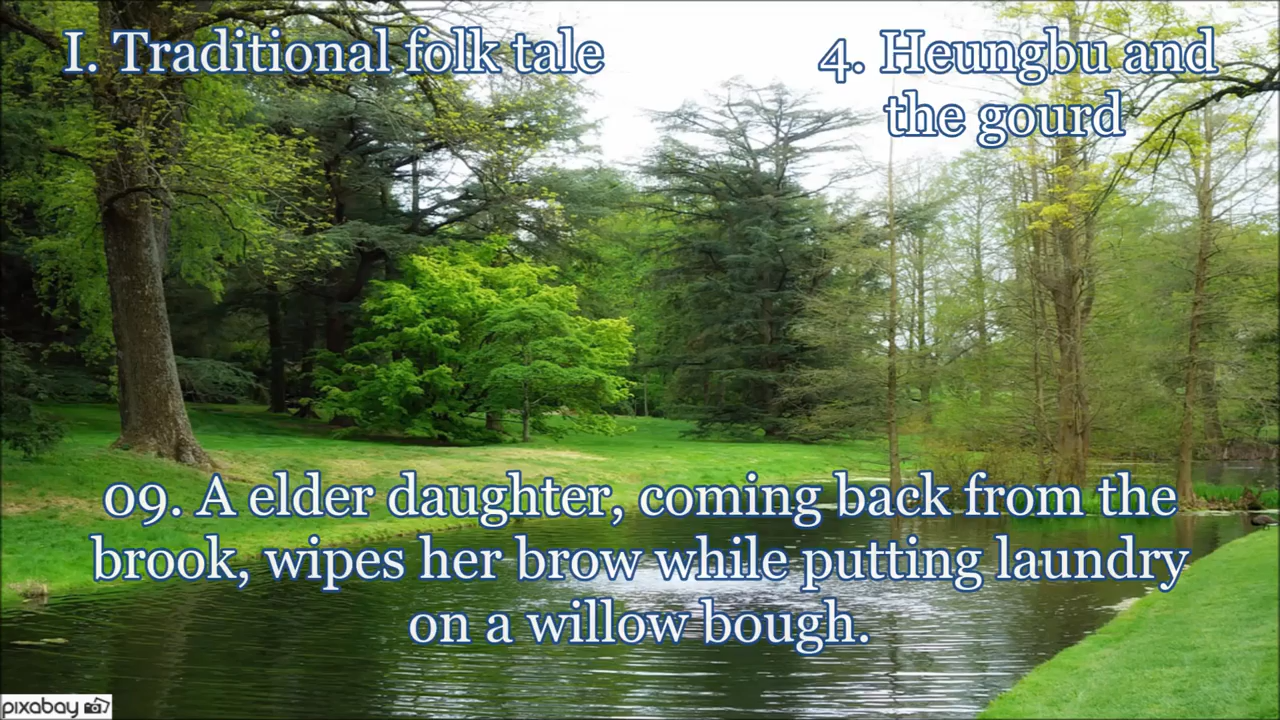 I. Traditional folk tale
4. Heungbu and
the gourd
09. A elder daughter, coming back from the
brook, wipes her brow while putting laundry
on a willow bough.
pixabay